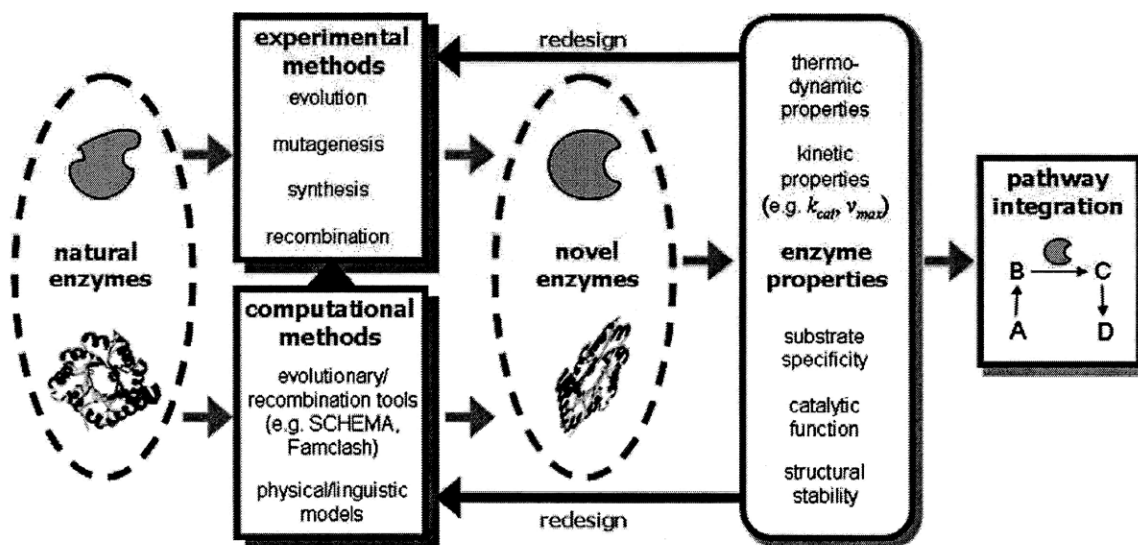 experimental
methods
evolution
mutagenesis
synthesis
recombination
natural
enzymes
computational
methods
evolutionary/
recombination tools
(e.g. SCHEMA,
Famclash)
physical/linguistic
models
redesign
novel
enzymes
redesign
thermo-
dynamic
properties
kinetic
properties
(e.g. kcat, vmax)
enzyme
properties
substrate
specificity
catalytic
function
structural
stability
pathway
integration
B C
A D